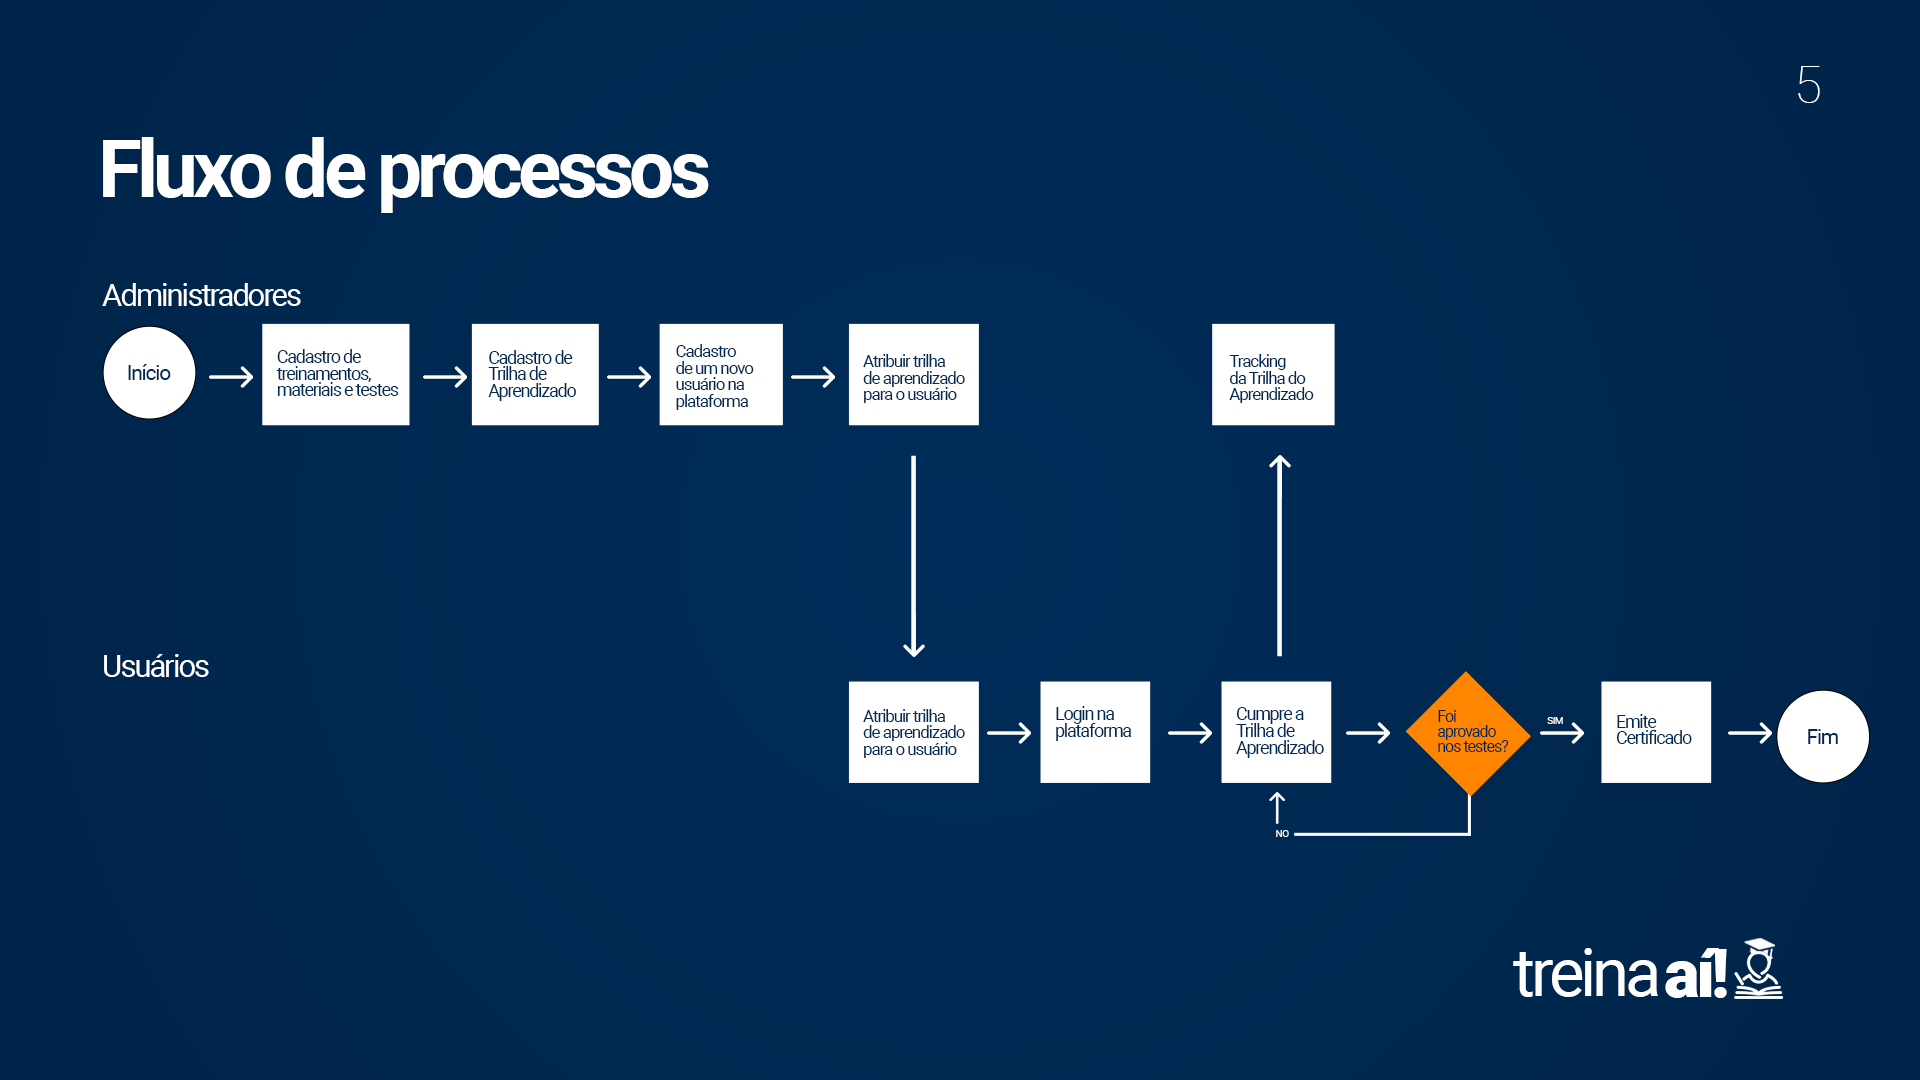 5
Fluxo de processos
Administradores
Início
Cadastro de
treinamentos,
materiais e testes
Cadastro de
Trilha de
Aprendizado
Cadastro
de um novo
usuário na
plataforma
Atribuir trilha
de aprendizado
para o usuário
Tracking
da Trilha do
Aprendizado
Usuários
Atribuir trilha
de aprendizado
para o usuário
Login na
plataforma
Cumpre a
Trilha de
Aprendizado
Foi
aprovado
nos testes?
SIM
Emite
Certificado
Fim
NO
treina aí!